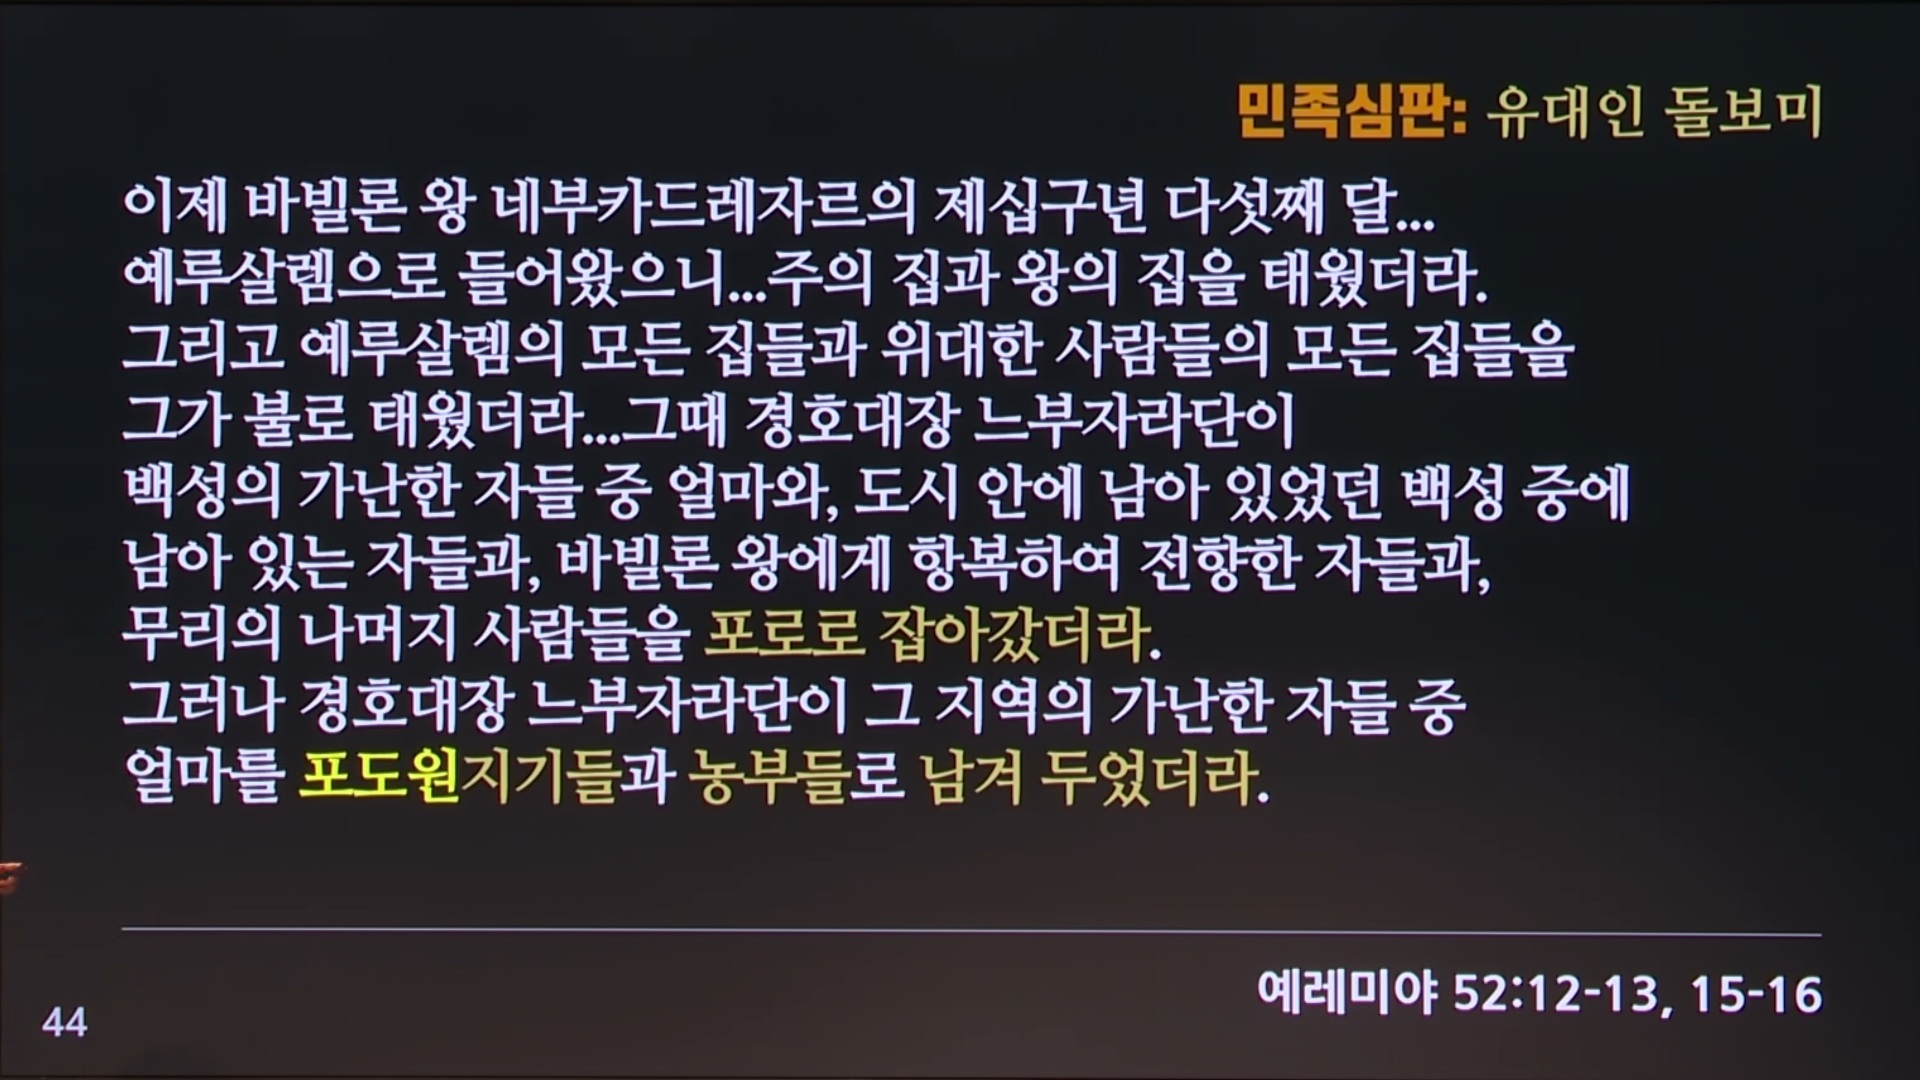 민족심판: 유대인 돌보미
이제 바빌론 왕 네부카드레자르의 제십구년 다섯째 달...
예루살렘으로 들어왔으니...주의 집과 왕의 집을 태웠더라.
그리고 예루살렘의 모든 집들과 위대한 사람들의 모든 집들을
그가 불로 태웠더라...그때 경호대장 느부자라단이
백성의 가난한 자들 중 얼마와, 도시 안에 남아 있었던 백성 중에
남아 있는 자들과, 바빌론 왕에게 항복하여 전향한 자들과,
무리의 나머지 사람들을 포로로 잡아갔더라.
그러나 경호대장 느부자라단이 그 지역의 가난한 자들 중
얼마를 포도원지기들과 농부들로 남겨 두었더라.
예레미야 52:12-13, 15-16
44